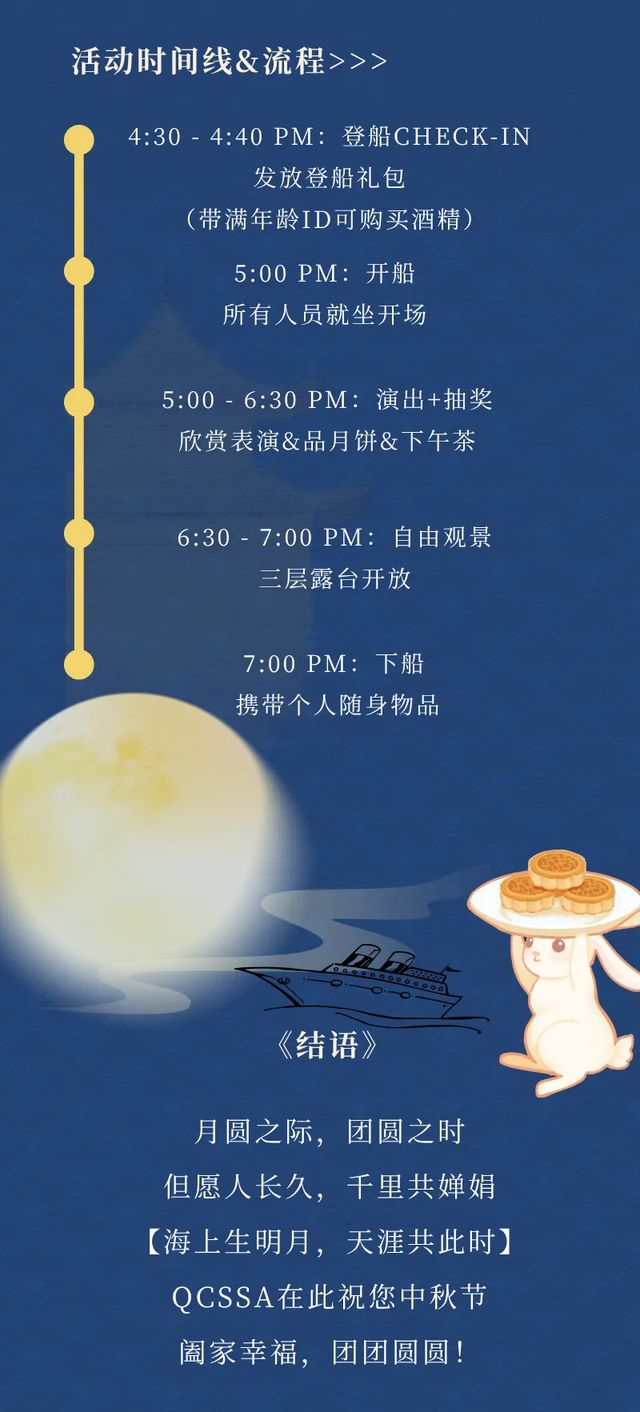 活动时间线&流程>>>
4:30 - 4:40 PM：登船CHECK-IN
发放登船礼包
（带满年龄ID可购买酒精）
5:00 PM：开船
所有人员就坐开场
5:00 - 6:30 PM：演出+抽奖
欣赏表演&品月饼&下午茶
6:30 - 7:00 PM：自由观景
三层露台开放
7:00 PM：下船
携带个人随身物品
《结语》
月圆之际，团圆之时
但愿人长久，千里共婵娟
【海上生明月，天涯共此时】
QCSSA在此祝您中秋节
阖家幸福，团团圆圆！